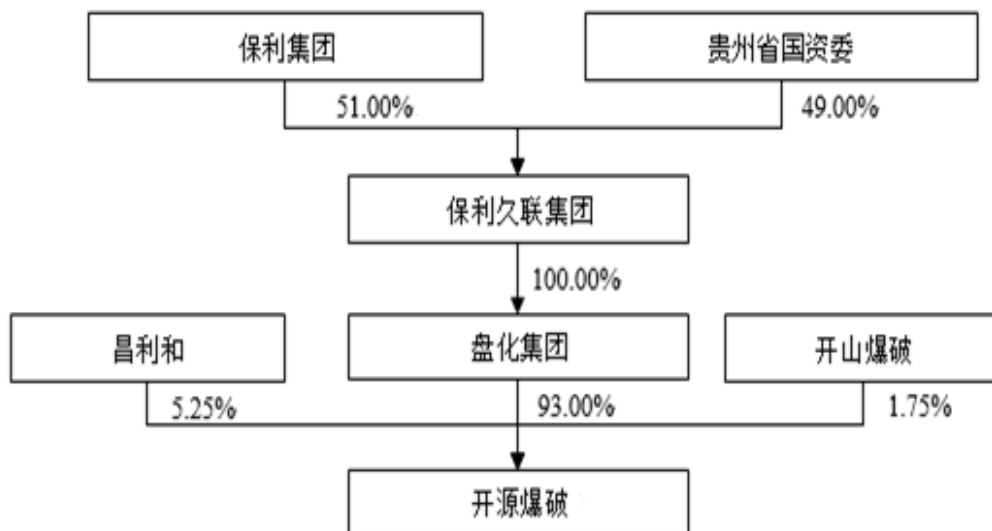 保利集团
贵州省国资委
51.00%
49.00%
保利久联集团
100.00%
昌利和
盘化集团
开山爆破
5.25%
93.00%
1.75%
开源爆破